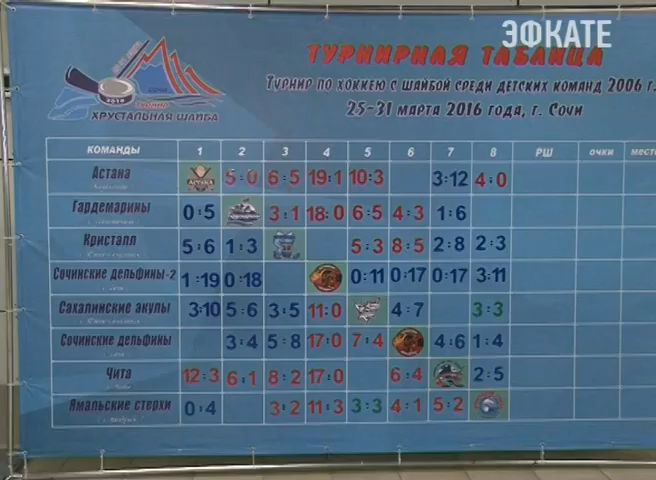 ЭФКАТЕ
ТУРНИРНАЯ ТАБЛИЦА
Турнир по хоккею с шайбой среди детских команд 2006 г.
25-31 марта 2016 года, г. Сочи
ХРУСТАЛЬНАЯ ШАЙБА
КОМАНДЫ 1 2 3 4 5 6 7 8 РШ очки место
Астана 5:0 6:5 19:1 10:3 3:12 4:0
Гардемарины 0:5 3:1 18:0 6:5 4:3 1:6
Кристалл 5:6 1:3 5:3 8:5 2:8 2:3
Сочинские дельфины-2 1:19 0:18 0:11 0:17 0:17 3:11
Сахалинские акулы 3:10 5:6 3:5 11:0 4:7 3:3
Сочинские дельфины 3:4 5:8 17:0 7:4 4:6 1:4
Чита 12:3 6:1 8:2 17:0 6:4 2:5
Ямальские стерхи 0:4 3:2 11:3 3:3 4:1 5:2